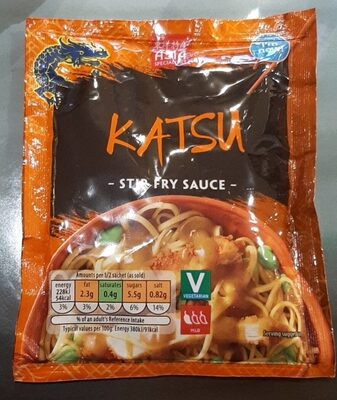 ASIA
I'm new!
KATSU
- STIR FRY SAUCE -
Amounts per 1/2 sachet (as sold)
energy fat saturates sugars salt
228kJ 54kcal 2.3g 0.4g 5.5g 0.82g
3% 3% 2% 6% 14%
% of an adult's Reference Intake
Typical values per 100g: Energy 380kJ/91kcal
V
VEGETARIAN
MILD
Serving suggestion